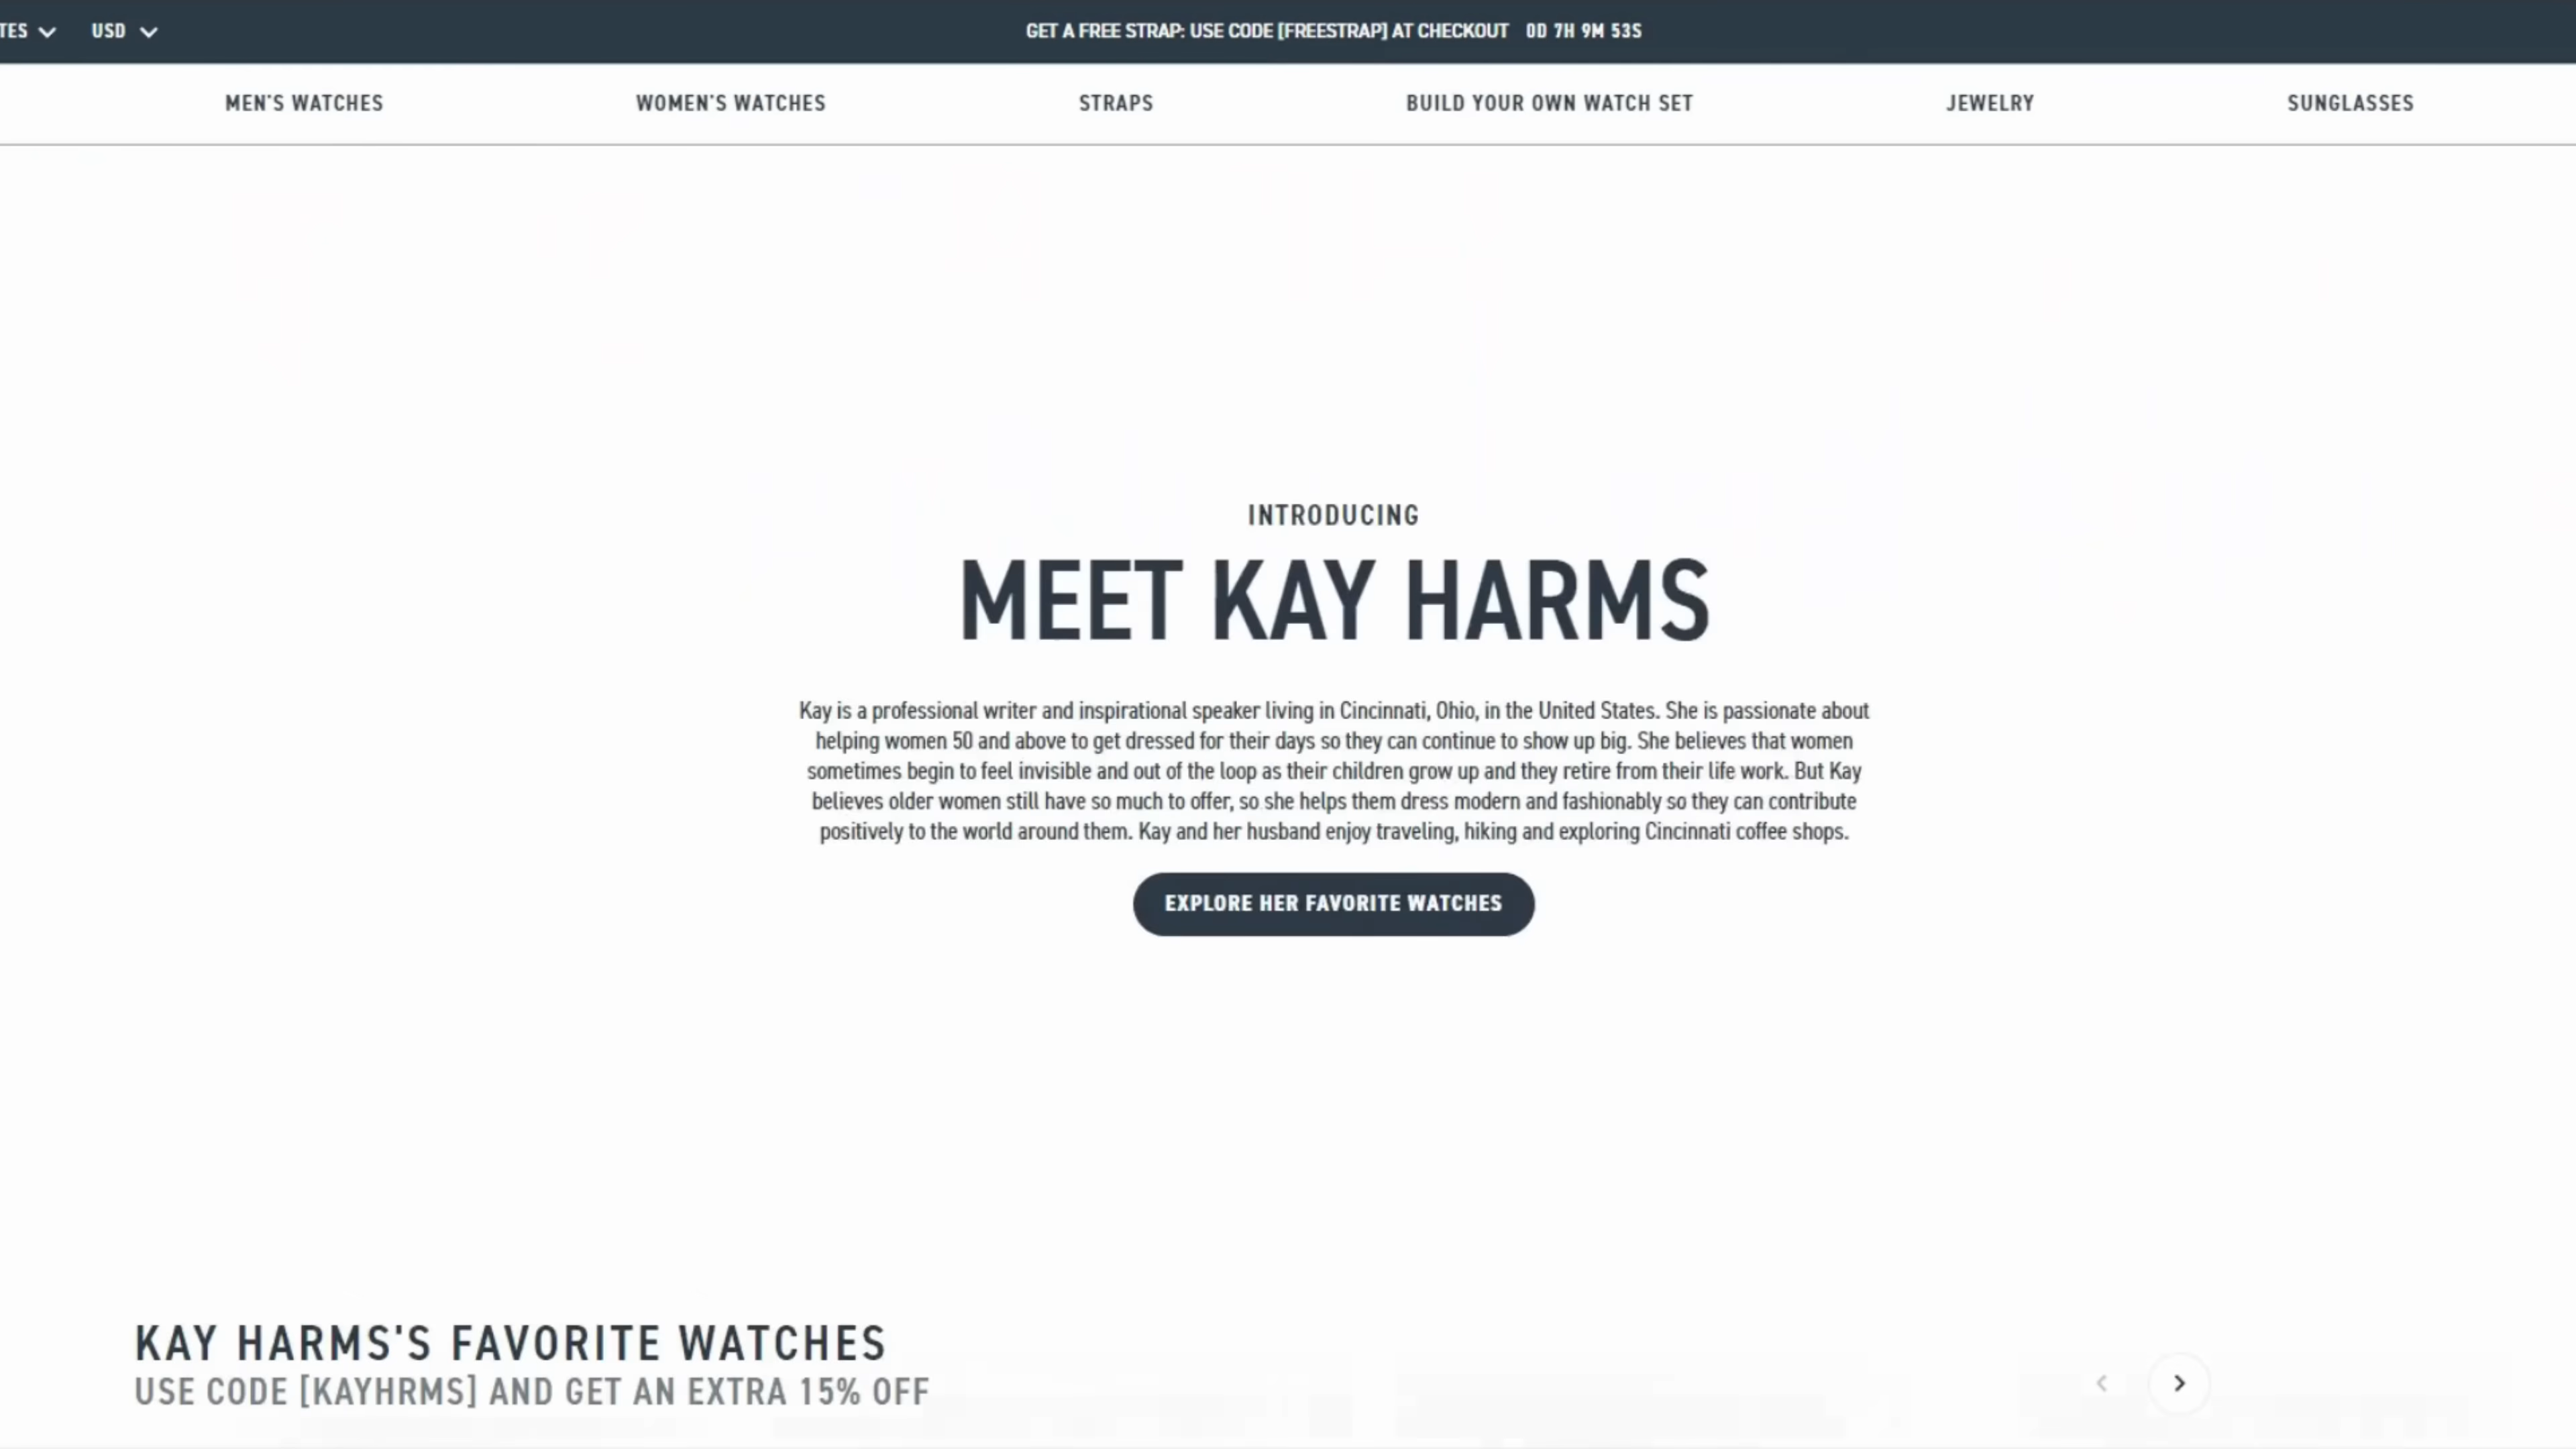 USD
GET A FREE STRAP: USE CODE [FREESTRAP] AT CHECKOUT 0D 7H 9M 53S
MEN'S WATCHES WOMEN'S WATCHES STRAPS BUILD YOUR OWN WATCH SET JEWELRY SUNGLASSES
INTRODUCING
MEET KAY HARMS
Kay is a professional writer and inspirational speaker living in Cincinnati, Ohio, in the United States. She is passionate about
helping women 50 and above to get dressed for their days so they can continue to show up big. She believes that women
sometimes begin to feel invisible and out of the loop as their children grow up and they retire from their life work. But Kay
believes older women still have so much to offer, so she helps them dress modern and fashionably so they can contribute
positively to the world around them. Kay and her husband enjoy traveling, hiking and exploring Cincinnati coffee shops.
EXPLORE HER FAVORITE WATCHES
KAY HARMS'S FAVORITE WATCHES
USE CODE [KAYHRMS] AND GET AN EXTRA 15% OFF